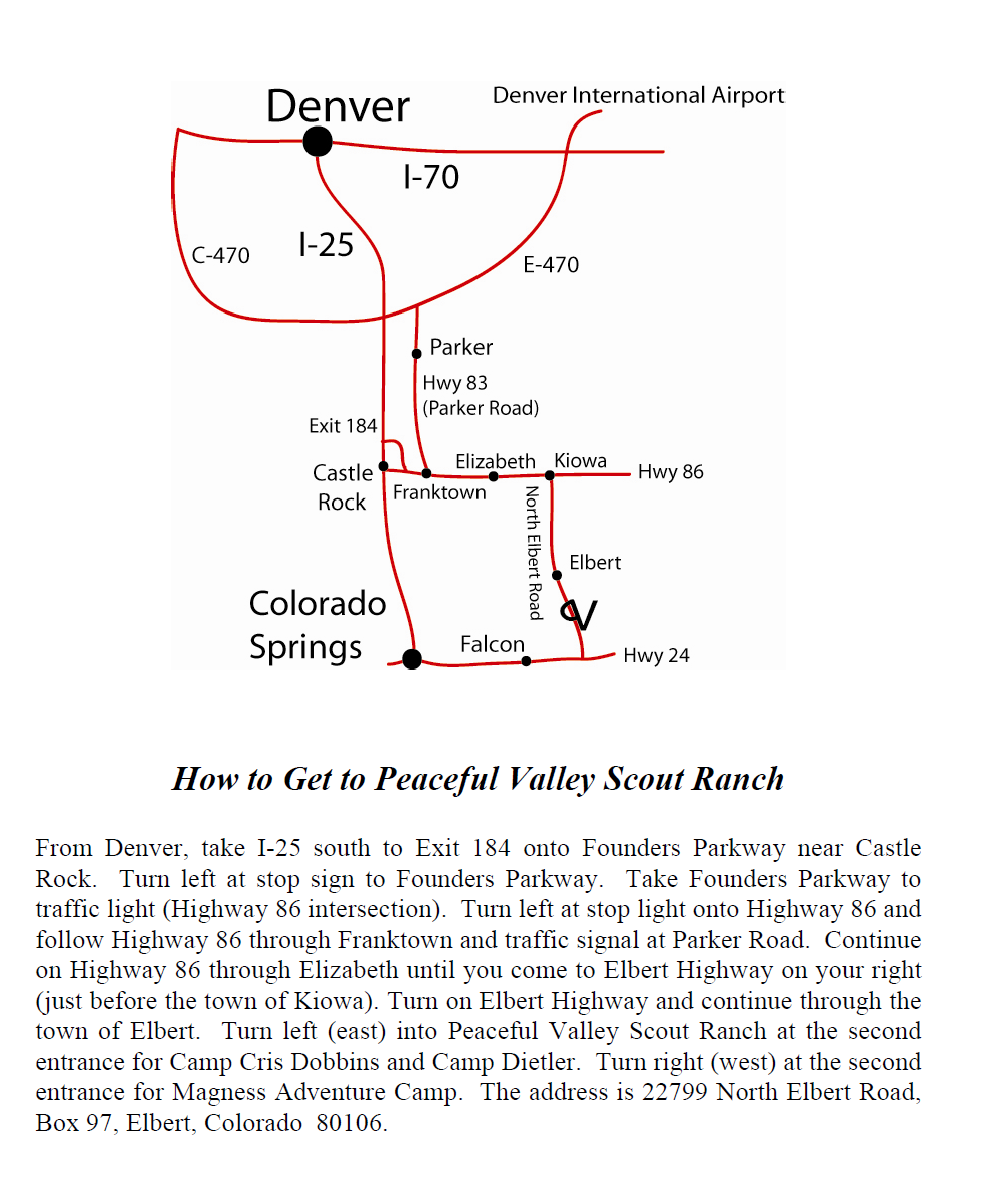 Denver
Denver International Airport
I-70
I-25
C-470
E-470
Parker
Hwy 83
(Parker Road)
Exit 184
Castle
Rock
Franktown
Elizabeth
Kiowa
Hwy 86
North Elbert Road
Elbert
Colorado
Springs
Falcon
Hwy 24
How to Get to Peaceful Valley Scout Ranch
From Denver, take I-25 south to Exit 184 onto Founders Parkway near Castle
Rock. Turn left at stop sign to Founders Parkway. Take Founders Parkway to
traffic light (Highway 86 intersection). Turn left at stop light onto Highway 86 and
follow Highway 86 through Franktown and traffic signal at Parker Road. Continue
on Highway 86 through Elizabeth until you come to Elbert Highway on your right
(just before the town of Kiowa). Turn on Elbert Highway and continue through the
town of Elbert. Turn left (east) into Peaceful Valley Scout Ranch at the second
entrance for Camp Cris Dobbins and Camp Dietler. Turn right (west) at the second
entrance for Magness Adventure Camp. The address is 22799 North Elbert Road,
Box 97, Elbert, Colorado 80106.